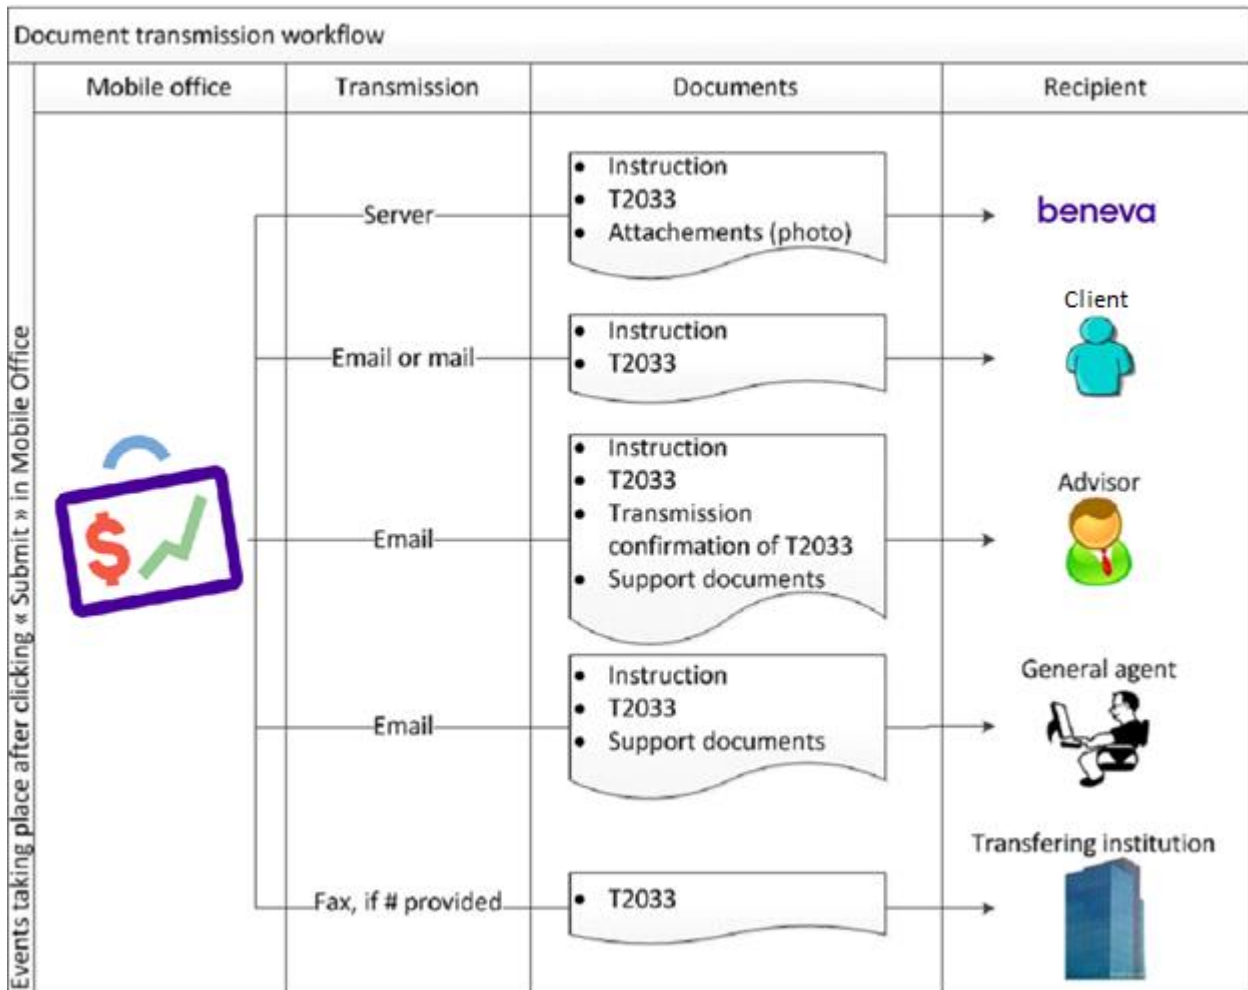 Document transmission workflow
Mobile office
Transmission
Documents
Recipient
Events taking place after clicking « Submit » in Mobile Office
Server
• Instruction
• T2033
• Attachements (photo)
beneva
Email or mail
• Instruction
• T2033
Client
Email
• Instruction
• T2033
• Transmission
confirmation of T2033
• Support documents
Advisor
Email
• Instruction
• T2033
• Support documents
General agent
Fax, if # provided
• T2033
Transfering institution
$